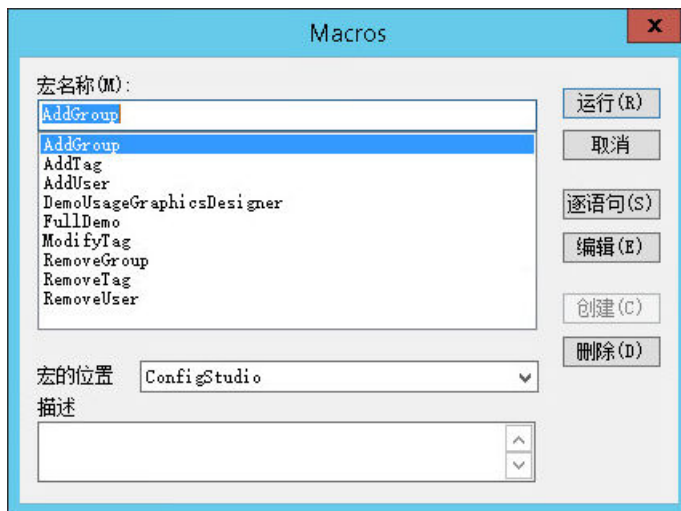 Macros
x
宏名称(M):
AddGroup
AddGroup
AddTag
AddUser
DemoUsageGraphicsDesigner
FullDemo
ModifyTag
RemoveGroup
RemoveTag
RemoveUser
运行(R)
取消
逐语句(S)
编辑(E)
创建(C)
删除(D)
宏的位置
ConfigStudio
描述